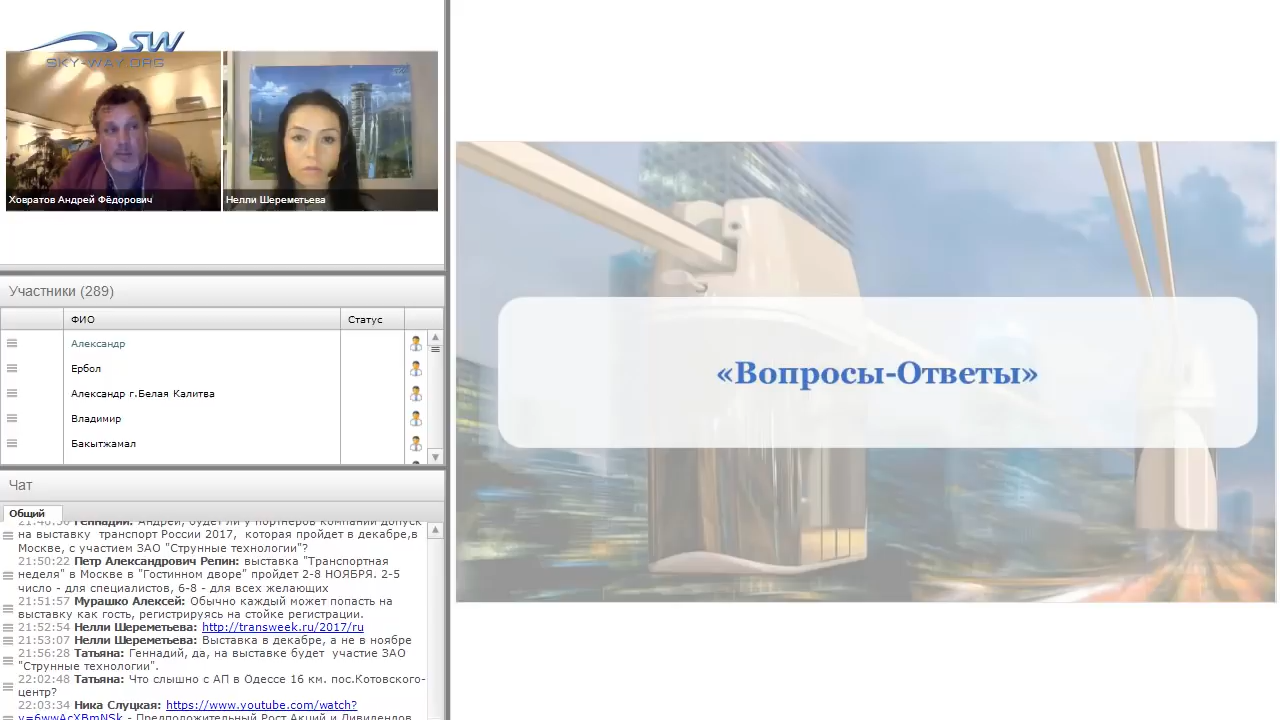 SW
SKY-WAY.ORG
Ховратов Андрей Фёдорович
Нелли Шереметьева
Участники (289)
ФИО
Статус
Александр
Ербол
Александр г.Белая Калитва
Владимир
Бакытжамал
Чат
Общий
Геннадий: Андрей, будет ли у партнеров компании допуск
на выставку транспорт России 2017, которая пройдет в декабре,в
Москве, с участием ЗАО "Струнные технологии"?
21:50:22 Петр Александрович Репин: выставка "Транспортная
неделя" в Москве в "Гостинном дворе" пройдет 2-8 НОЯБРЯ. 2-5
число - для специалистов, 6-8 - для всех желающих
21:51:57 Мурашко Алексей: Обычно каждый может попасть на
выставку как гость, регистрируясь на стойке регистрации.
21:52:54 Нелли Шереметьева: http://transweek.ru/2017/ru
21:53:07 Нелли Шереметьева: Выставка в декабре, а не в ноябре
21:56:28 Татьяна: Геннадий, да, на выставке будет участие ЗАО
"Струнные технологии".
22:02:48 Татьяна: Что слышно с АП в Одессе 16 км. пос.Котовского-
центр?
22:03:34 Ника Слуцкая: https://www.youtube.com/watch?
v=6wwAcXBmNSk - Предположительный Рост Акций и Дивидендов
«Вопросы-Ответы»